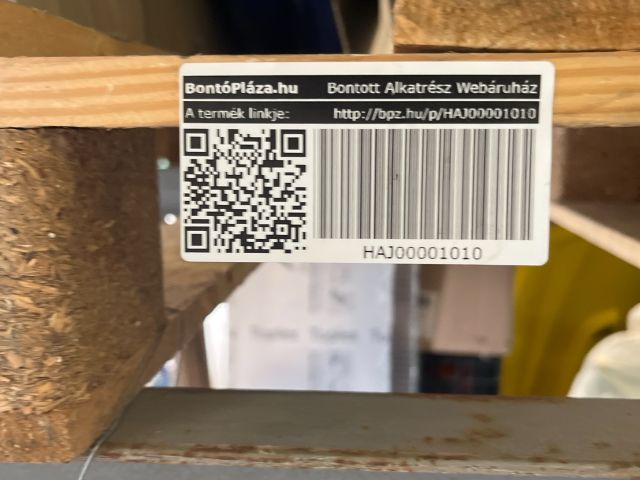 BontóPláza.hu Bontott Alkatrész Webáruház
A termék linkje: http://bpz.hu/p/HAJ00001010
HAJ00001010